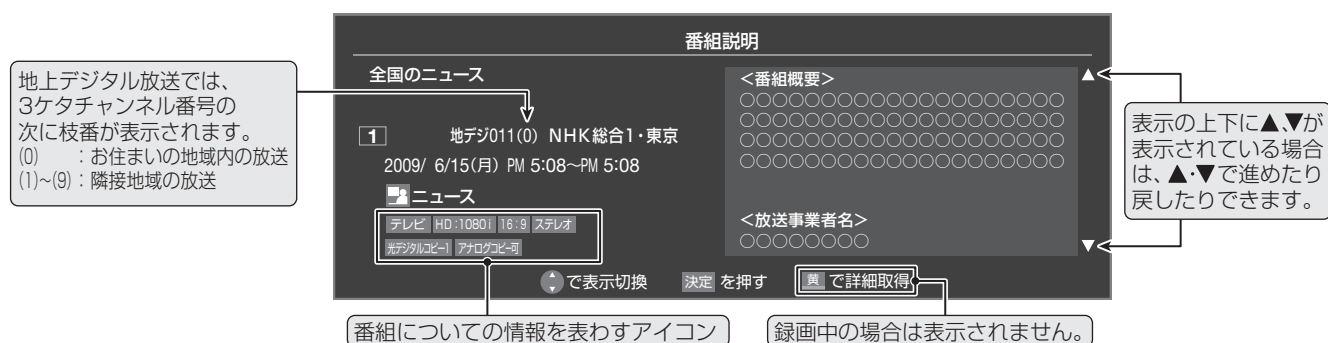 番組説明
地上デジタル放送では、
3ケタチャンネル番号の
次に枝番が表示されます。
(0)　：お住まいの地域内の放送
(1)~(9)：隣接地域の放送
全国のニュース
1　地デジ011(0) NHK総合1・東京
2009/ 6/15(月) PM 5:08～PM 5:08
ニュース
テレビ HD:1080i 16:9 ステレオ
光デジタルコピー1 アナログコピー可
<番組概要>
○○○○○○○○○○○○○○○○○○○○
○○○○○○○○○○○○○○○○○○○○
○○○○○○○○○○○○○○○○○○○○
○○○○○○○○○○○○○○○○○○○○
<放送事業者名>
○○○○○○○○
▲
▼
表示の上下に▲、▼が
表示されている場合
は、▲・▼で進めたり
戻したりできます。
で表示切換　決定 を押す　黄 で詳細取得
番組についての情報を表わすアイコン
録画中の場合は表示されません。